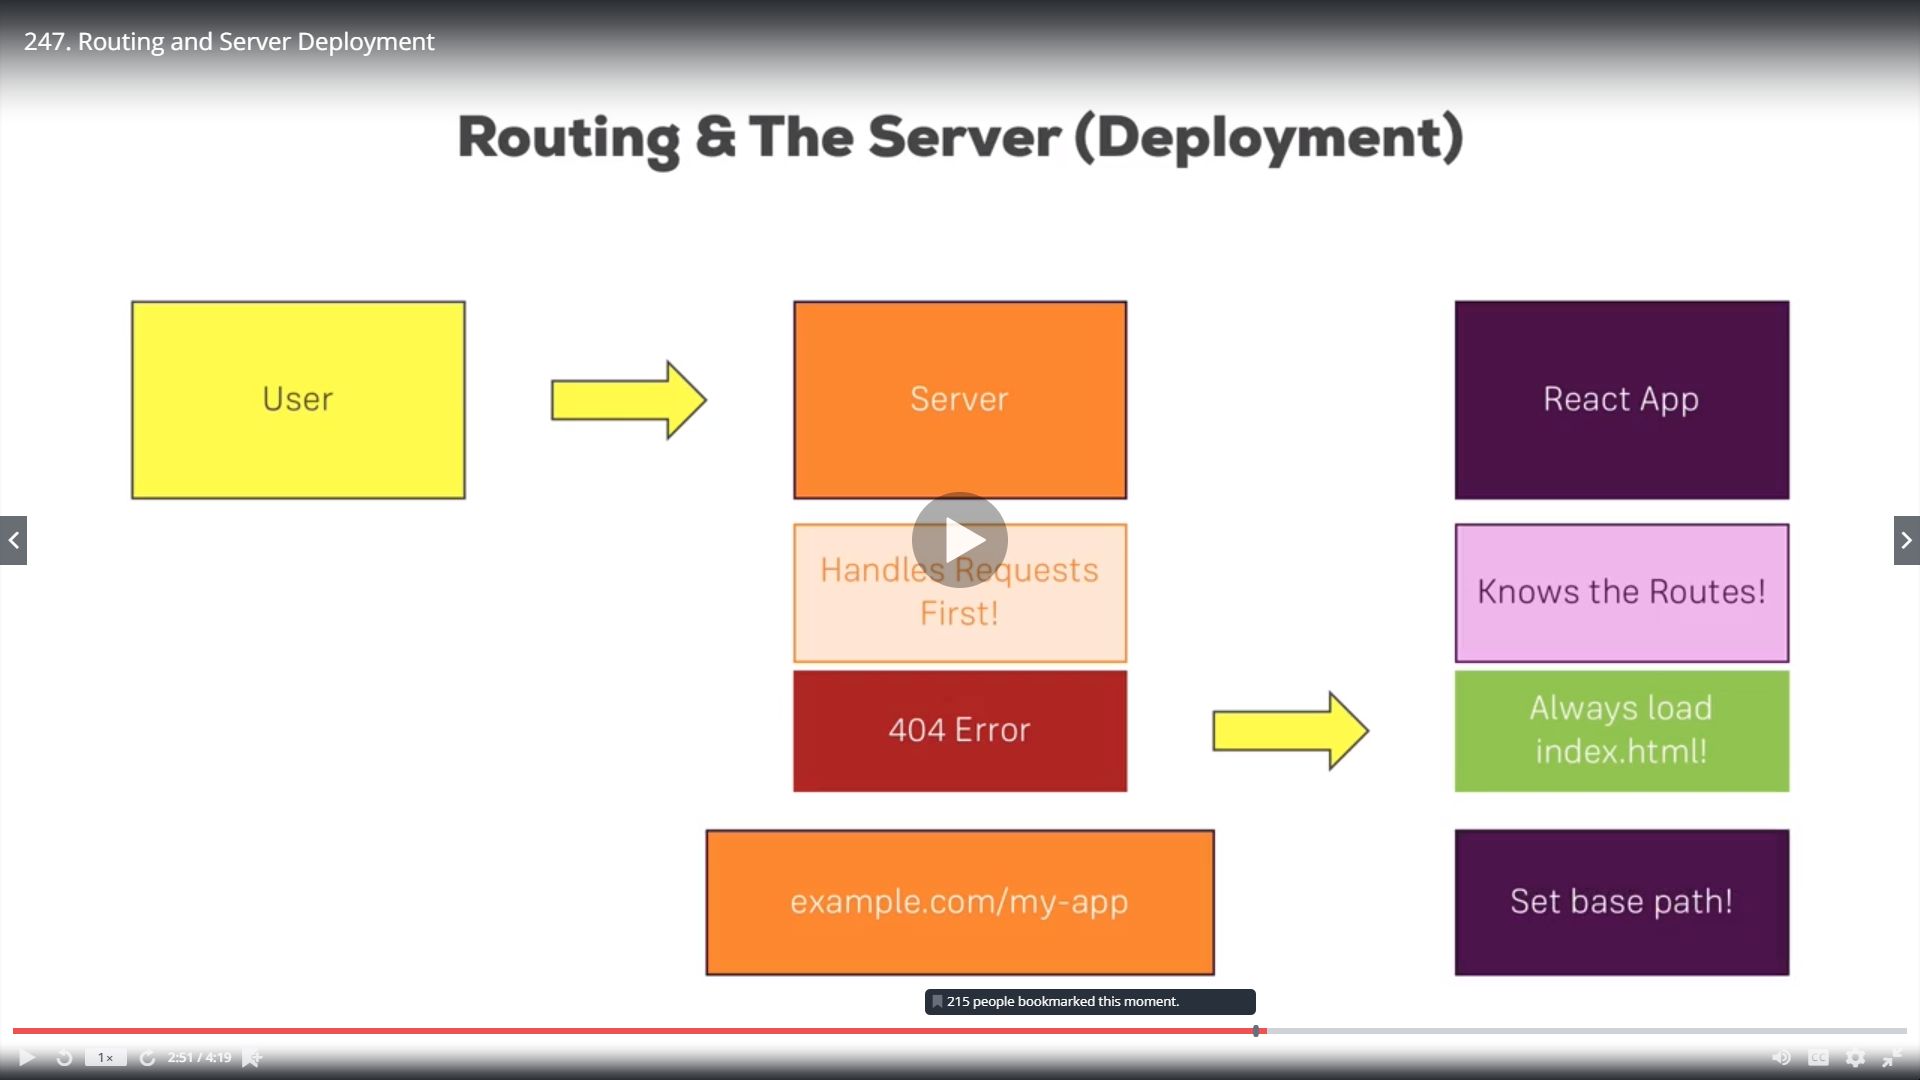 247. Routing and Server Deployment
Routing & The Server (Deployment)
User
Server
React App
Handles Requests
First!
Knows the Routes!
404 Error
Always load
index.html!
example.com/my-app
Set base path!
215 people bookmarked this moment.
1×
2:51 / 4:19
CC